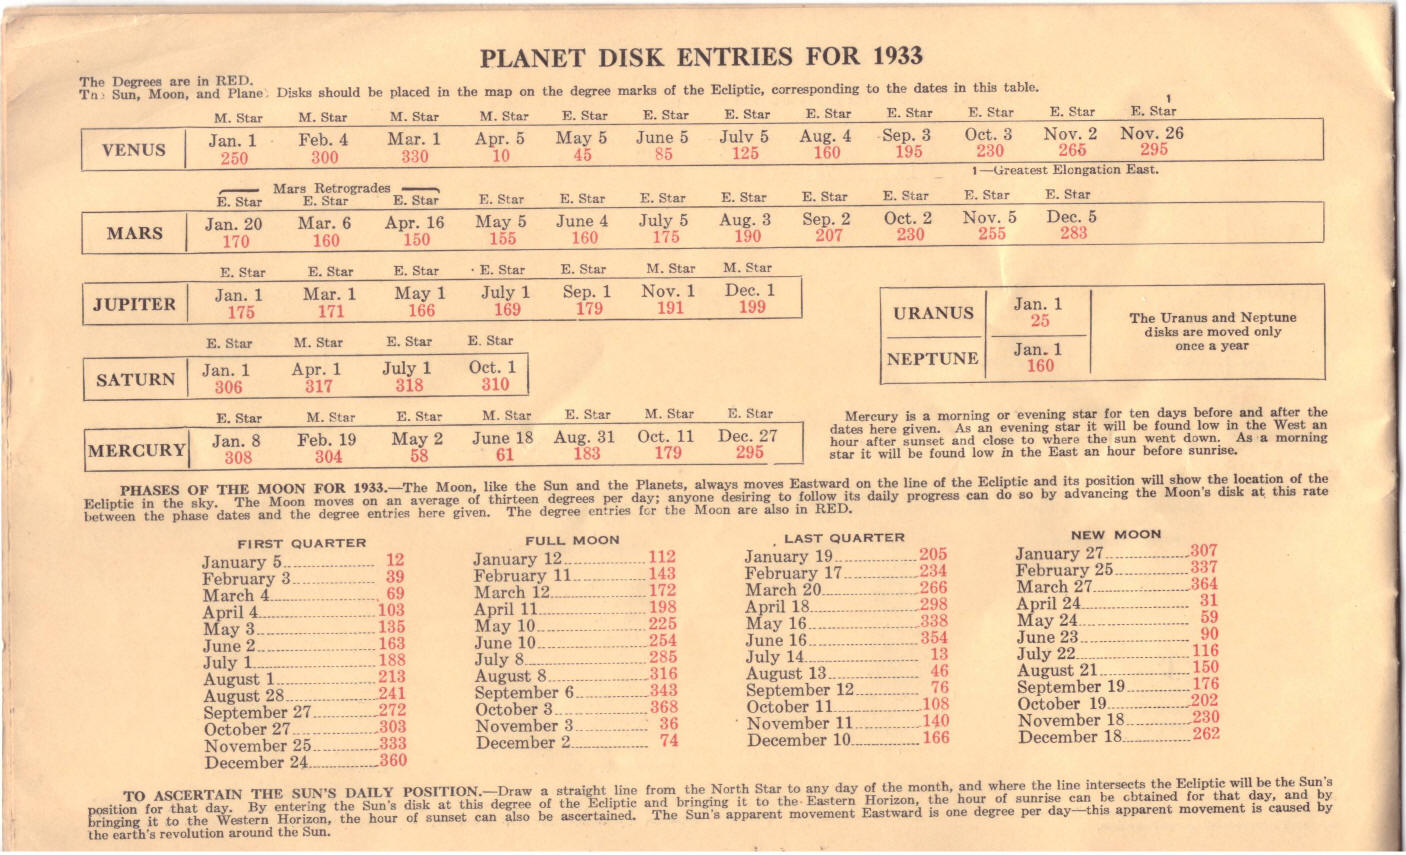 PLANET DISK ENTRIES FOR 1933
The Degrees are in RED.
The Sun, Moon, and Plane Disks should be placed in the map on the degree marks of the Ecliptic, corresponding to the dates in this table.
1
M. Star M. Star M. Star M. Star E. Star E. Star E. Star E. Star E. Star E. Star E. Star E. Star
VENUS Jan. 1 Feb. 4 Mar. 1 Apr. 5 May 5 June 5 July 5 Aug. 4 Sep. 3 Oct. 3 Nov. 2 Nov. 26
250 300 330 10 45 85 125 160 195 230 265 295
1—Greatest Elongation East.
Mars Retrogrades
E. Star E. Star E. Star E. Star E. Star E. Star E. Star E. Star E. Star E. Star E. Star
MARS Jan. 20 Mar. 6 Apr. 16 May 5 June 4 July 5 Aug. 3 Sep. 2 Oct. 2 Nov. 5 Dec. 5
170 160 150 155 160 175 190 207 230 255 283
E. Star E. Star E. Star E. Star E. Star M. Star M. Star
JUPITER Jan. 1 Mar. 1 May 1 July 1 Sep. 1 Nov. 1 Dec. 1
175 171 166 169 179 191 199
URANUS Jan. 1
25
NEPTUNE Jan. 1
160
The Uranus and Neptune
disks are moved only
once a year
E. Star M. Star E. Star E. Star
SATURN Jan. 1 Apr. 1 July 1 Oct. 1
306 317 318 310
E. Star M. Star E. Star M. Star E. Star M. Star E. Star
MERCURY Jan. 8 Feb. 19 May 2 June 18 Aug. 31 Oct. 11 Dec. 27
308 304 58 61 183 179 295
Mercury is a morning or evening star for ten days before and after the
dates here given. As an evening star it will be found low in the West an
hour after sunset and close to where the sun went down. As a morning
star it will be found low in the East an hour before sunrise.
PHASES OF THE MOON FOR 1933.—The Moon, like the Sun and the Planets, always moves Eastward on the line of the Ecliptic and its position will show the location of the
Ecliptic in the sky. The Moon moves on an average of thirteen degrees per day; anyone desiring to follow its daily progress can do so by advancing the Moon's disk at this rate
between the phase dates and the degree entries here given. The degree entries for the Moon are also in RED.
FIRST QUARTER
January 5 12
February 3 39
March 4 69
April 4 103
May 3 135
June 2 163
July 1 188
August 1 213
August 28 241
September 27 272
October 27 303
November 25 333
December 24 360
FULL MOON
January 12 112
February 11 143
March 12 172
April 11 198
May 10 225
June 10 254
July 8 285
August 8 316
September 6 343
October 3 368
November 3 36
December 2 74
LAST QUARTER
January 19 205
February 17 234
March 20 266
April 18 298
May 16 338
June 16 354
July 14 13
August 13 46
September 12 76
October 11 108
November 11 140
December 10 166
NEW MOON
January 27 307
February 25 337
March 27 364
April 24 31
May 24 59
June 23 90
July 22 116
August 21 150
September 19 176
October 19 202
November 18 230
December 18 262
TO ASCERTAIN THE SUN'S DAILY POSITION.—Draw a straight line from the North Star to any day of the month, and where the line intersects the Ecliptic will be the Sun's
position for that day. By entering the Sun's disk at this degree of the Ecliptic and bringing it to the Eastern Horizon, the hour of sunrise can be obtained for that day, and by
bringing it to the Western Horizon, the hour of sunset can also be ascertained. The Sun's apparent movement Eastward is one degree per day—this apparent movement is caused by
the earth's revolution around the Sun.